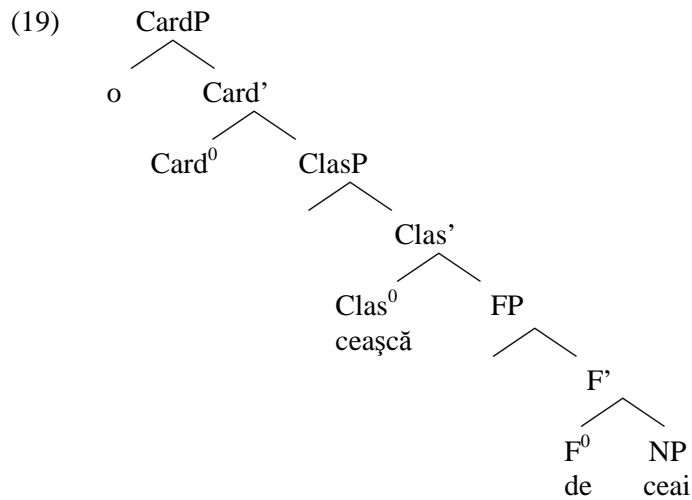 (19) CardP
o Card’
Card⁰ ClasP
Clas’
Clas⁰ FP
ceaşcă
F’
F⁰ NP
de ceai